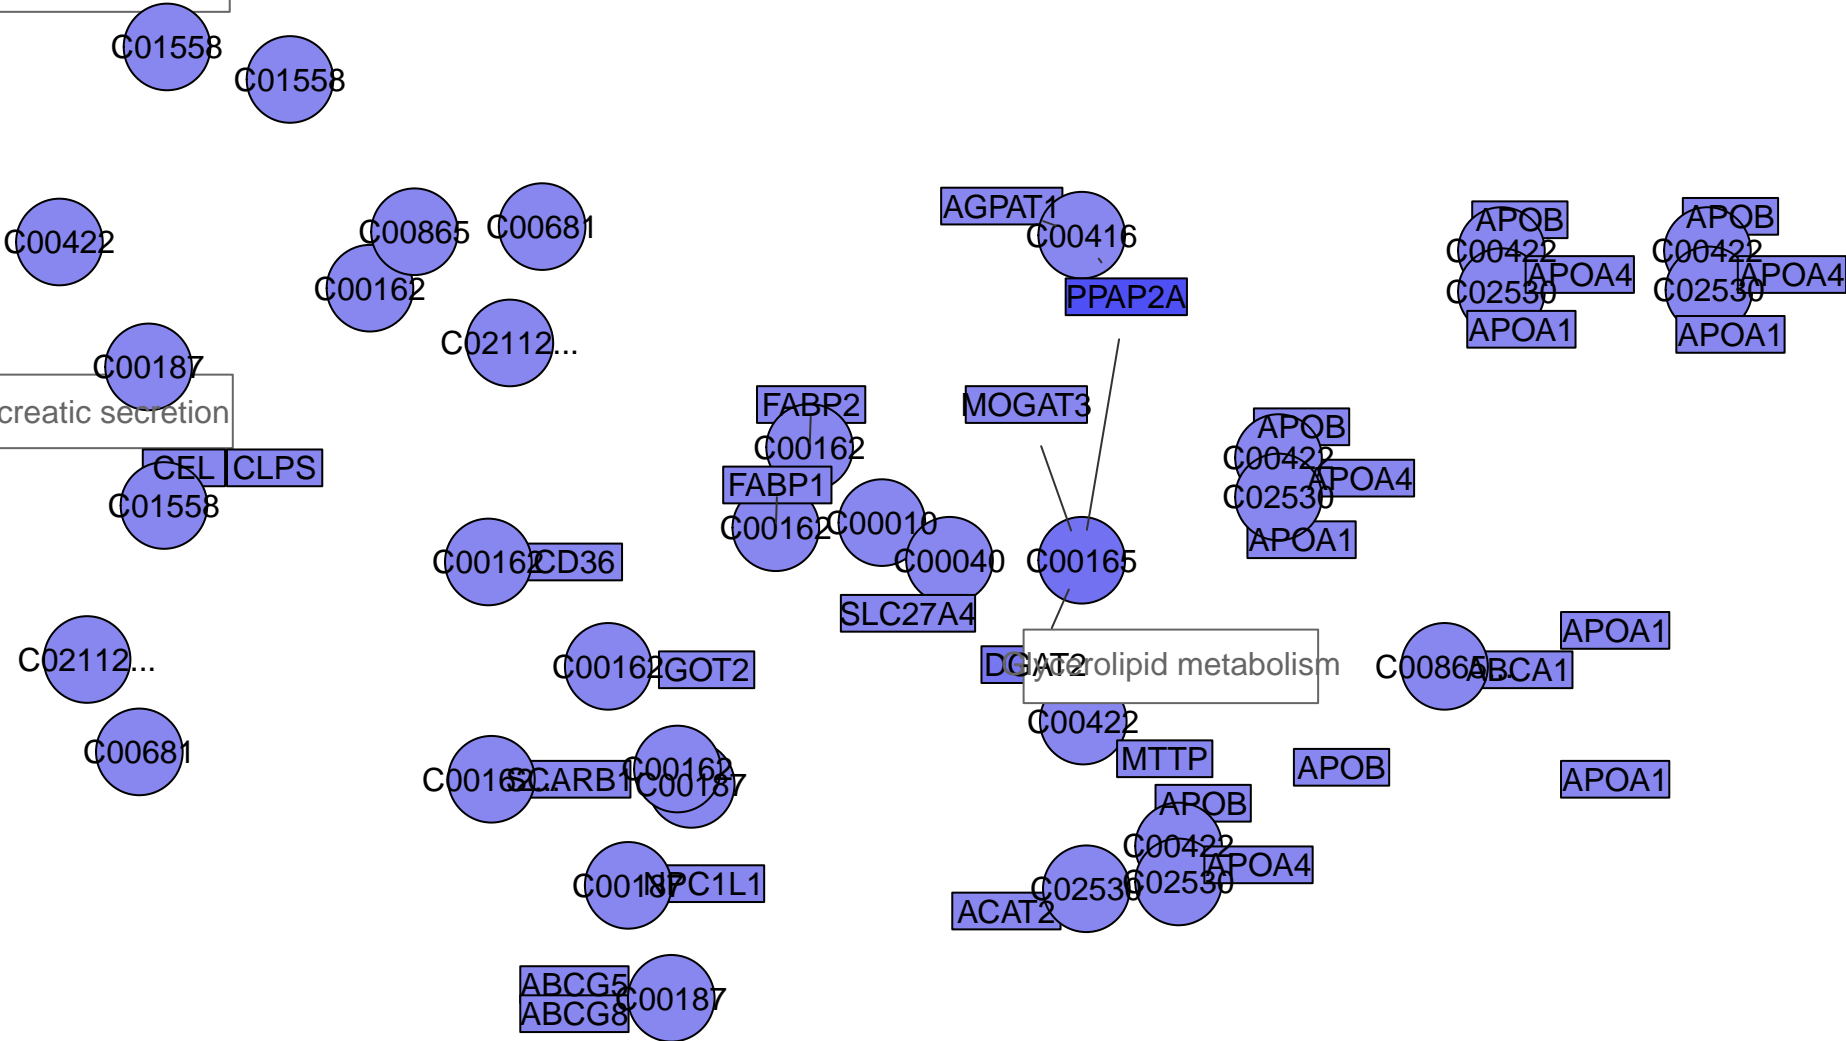 C01558
C01558
C00422
C00865
C00681
C00162
C02112...
C00187
creatic secretion
CEL
CLPS
C01558
C02112...
C00681
AGPAT1
C00416
PPAP2A
APOB
C00422
APOA4
C02530
APOA1
APOB
C00422
APOA4
C02530
APOA1
FABP2
C00162
FABP1
C00162
C00010
C00040
SLC27A4
MOGAT3
C00165
APOB
C00422
APOA4
C02530
APOA1
C00162
CD36
C00162
GOT2
DGAT2
Glycerolipid metabolism
C00422
MTTP
APOB
APOA1
C00865...
ABCA1
APOA1
C00162...
SCARB1
C00162
C00187
APOB
C00422
APOA4
C02530
C02530
ACAT2
C00187
NPC1L1
ABCG5
ABCG8
C00187